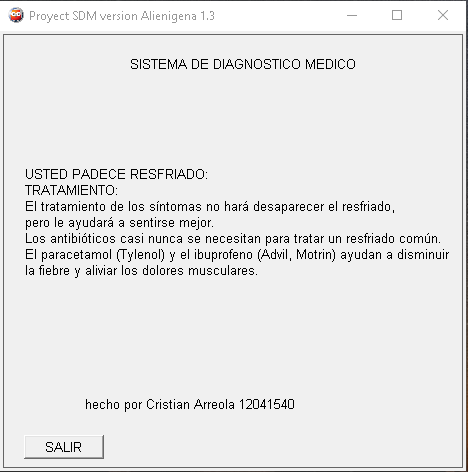 Proyect SDM version Alienigena 1.3
SISTEMA DE DIAGNOSTICO MEDICO
USTED PADECE RESFRIADO:
TRATAMIENTO:
El tratamiento de los síntomas no hará desaparecer el resfriado,
pero le ayudará a sentirse mejor.
Los antibióticos casi nunca se necesitan para tratar un resfriado común.
El paracetamol (Tylenol) y el ibuprofeno (Advil, Motrin) ayudan a disminuir
la fiebre y aliviar los dolores musculares.
hecho por Cristian Arreola 12041540
SALIR